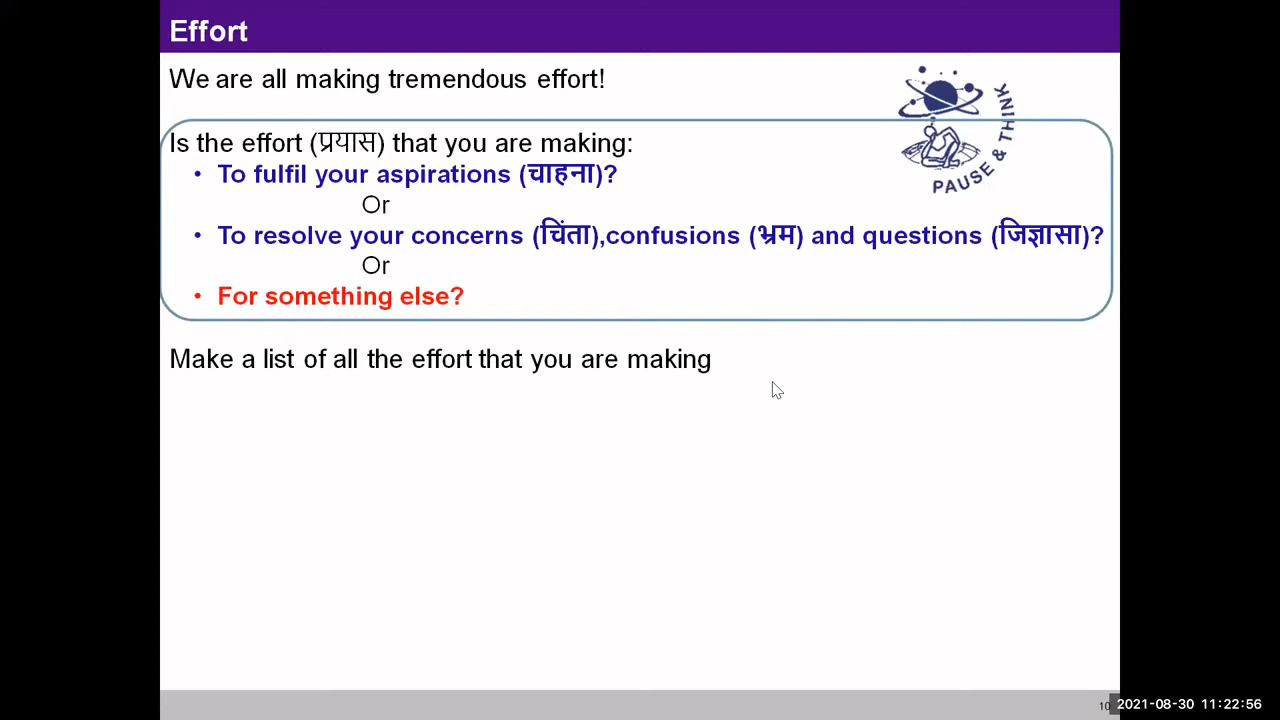 Effort
We are all making tremendous effort!
PAUSE & THINK
Is the effort (प्रयास) that you are making:
• To fulfil your aspirations (चाहना)?
Or
• To resolve your concerns (चिंता),confusions (भ्रम) and questions (जिज्ञासा)?
Or
• For something else?
Make a list of all the effort that you are making
10
2021-08-30 11:22:56